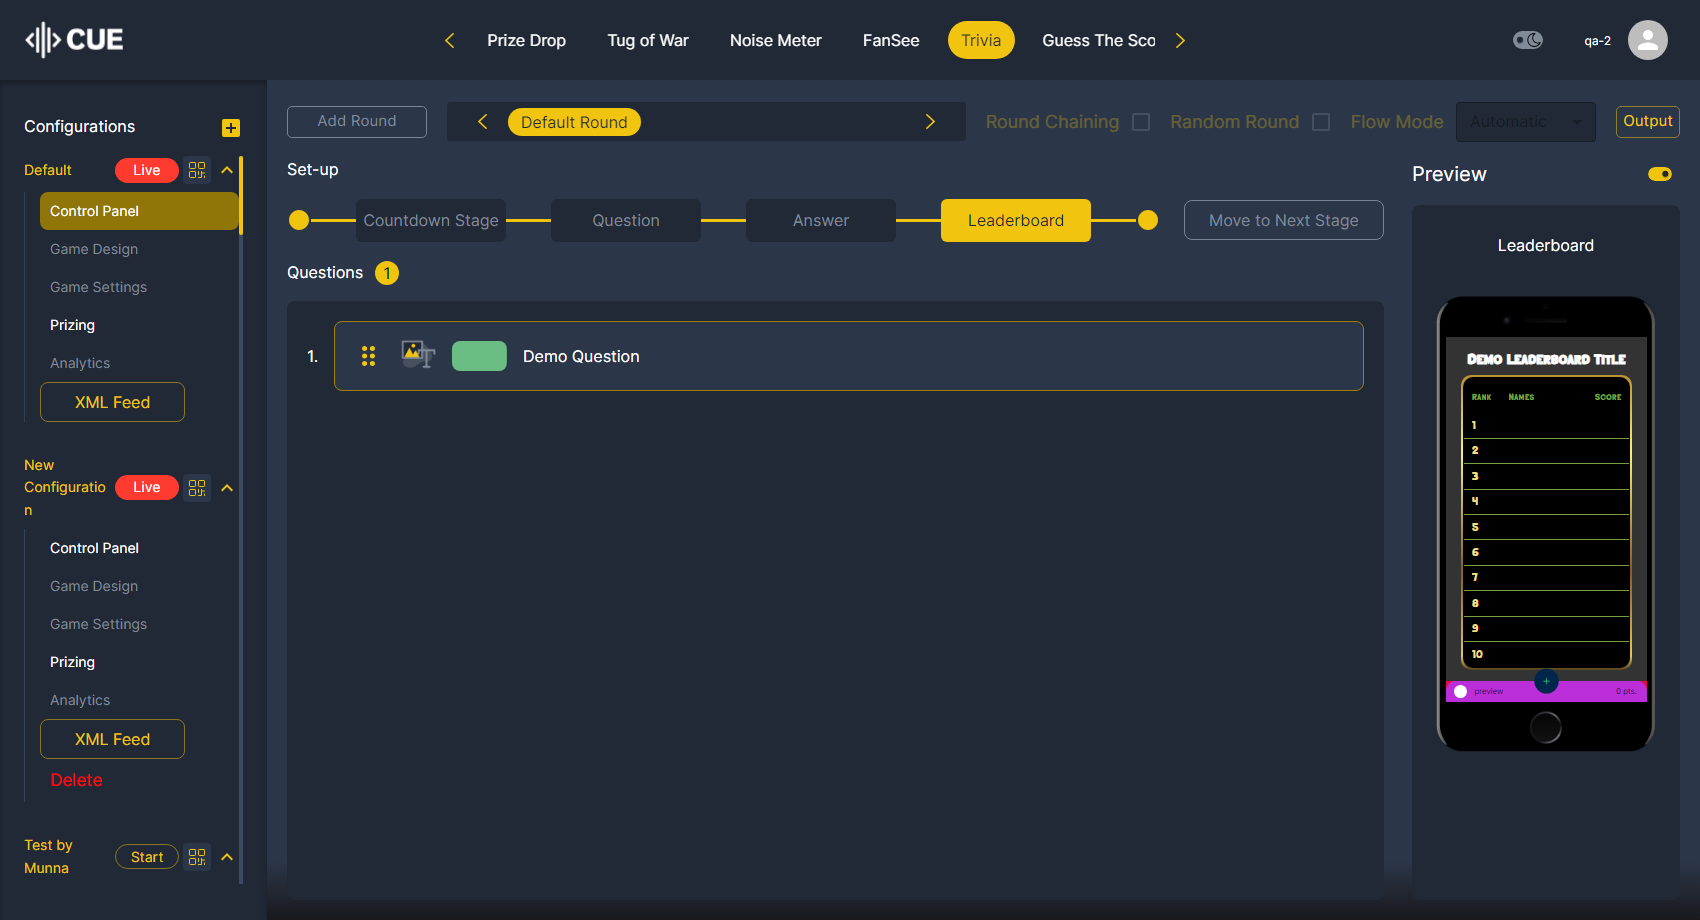 CUE
Prize Drop
Tug of War
Noise Meter
FanSee
Trivia
Guess The Sco
qa-2
Configurations
Default
Live
Control Panel
Game Design
Game Settings
Prizing
Analytics
XML Feed
New
Configuratio
n
Live
Control Panel
Game Design
Game Settings
Prizing
Analytics
XML Feed
Delete
Test by
Munna
Start
Add Round
Default Round
Round Chaining
Random Round
Flow Mode
Automatic
Output
Set-up
Countdown Stage
Question
Answer
Leaderboard
Move to Next Stage
Questions 1
1.
Demo Question
Preview
Leaderboard
Demo Leaderboard Title
Rank Names Score
1
2
3
4
5
6
7
8
9
10
preview
0 pts.